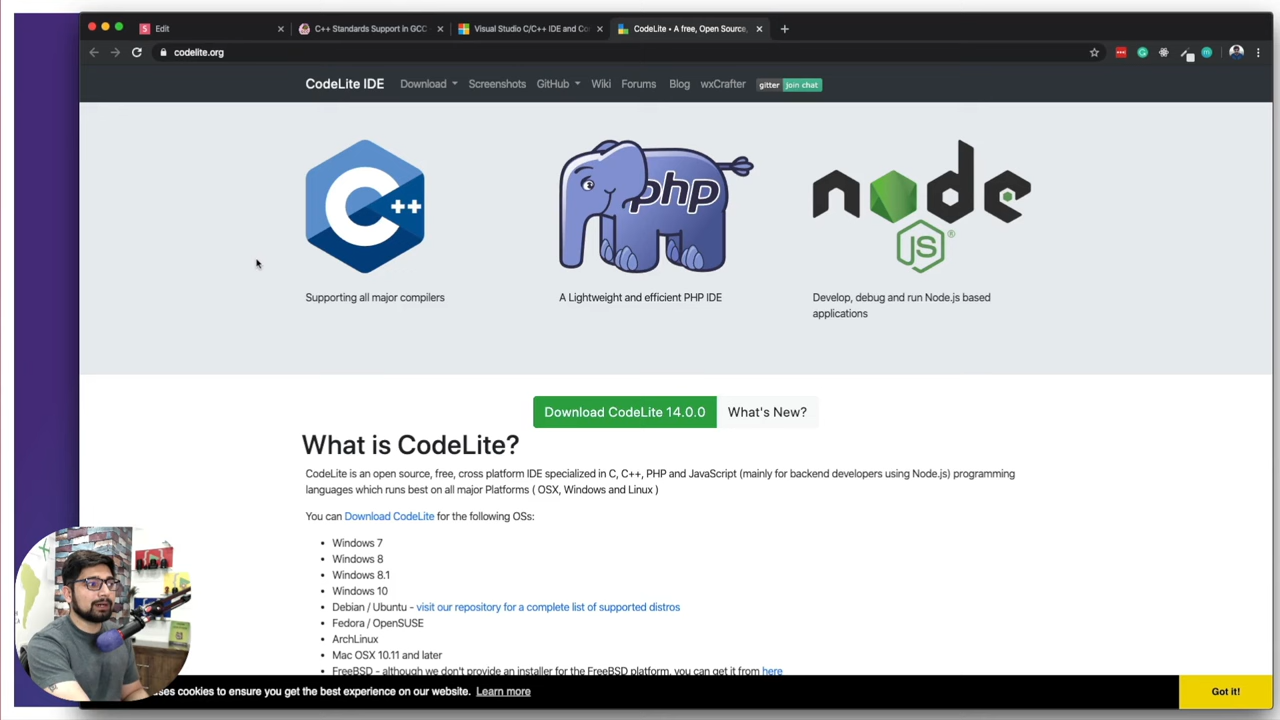 Edit
C++ Standards Support in GCC
Visual Studio C/C++ IDE and Co
CodeLite • A free, Open Source,
codelite.org
CodeLite IDE Download Screenshots GitHub Wiki Forums Blog wxCrafter gitter join chat
C++
php
node
JS
Supporting all major compilers
A Lightweight and efficient PHP IDE
Develop, debug and run Node.js based
applications
Download CodeLite 14.0.0 What's New?
What is CodeLite?
CodeLite is an open source, free, cross platform IDE specialized in C, C++, PHP and JavaScript (mainly for backend developers using Node.js) programming
languages which runs best on all major Platforms ( OSX, Windows and Linux )
You can Download CodeLite for the following OSs:
Windows 7
Windows 8
Windows 8.1
Windows 10
Debian / Ubuntu - visit our repository for a complete list of supported distros
Fedora / OpenSUSE
ArchLinux
Mac OSX 10.11 and later
FreeBSD - although we don't provide an installer for the FreeBSD platform, you can get it from here
uses cookies to ensure you get the best experience on our website. Learn more
Got it!